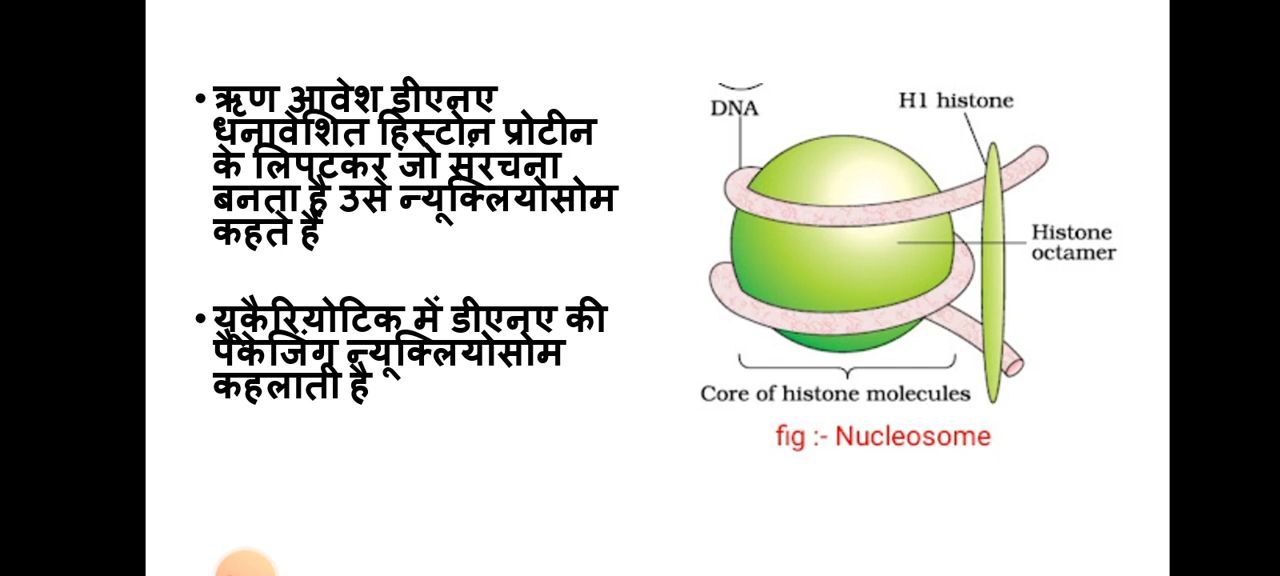 • ऋण आवेश डीएनए
धनावेशित हिस्टोन प्रोटीन
के लिपटकर जो सरचना
बनता है उसे न्यूक्लियोसोम
कहते हैं
• यूकैरियोटिक में डीएनए की
पैकेजिंग न्यूक्लियोसोम
कहलाती है
DNA
H1 histone
Histone
octamer
Core of histone molecules
fig :- Nucleosome